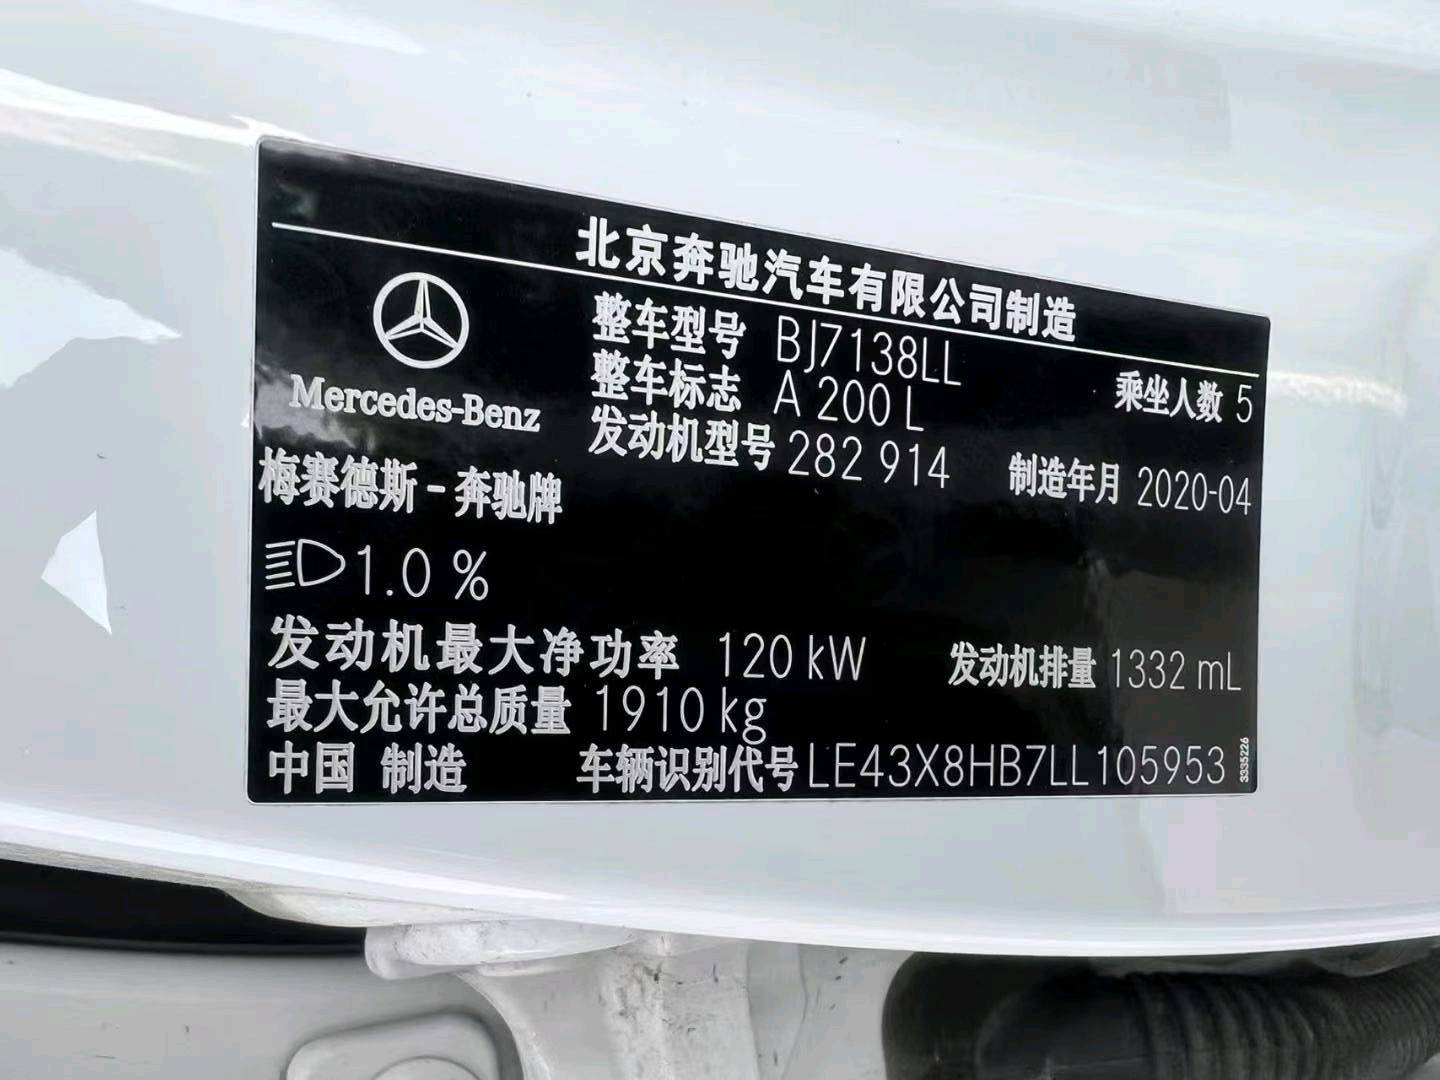 北京奔驰汽车有限公司制造
Mercedes-Benz
梅赛德斯-奔驰牌
整车型号 BJ7138LL
整车标志 A 200 L
乘坐人数 5
发动机型号 282 914
制造年月 2020-04
1.0 %
发动机最大净功率 120 kW
发动机排量 1332 mL
最大允许总质量 1910 kg
中国 制造
车辆识别代号 LE43X8HB7LL105953
3335226